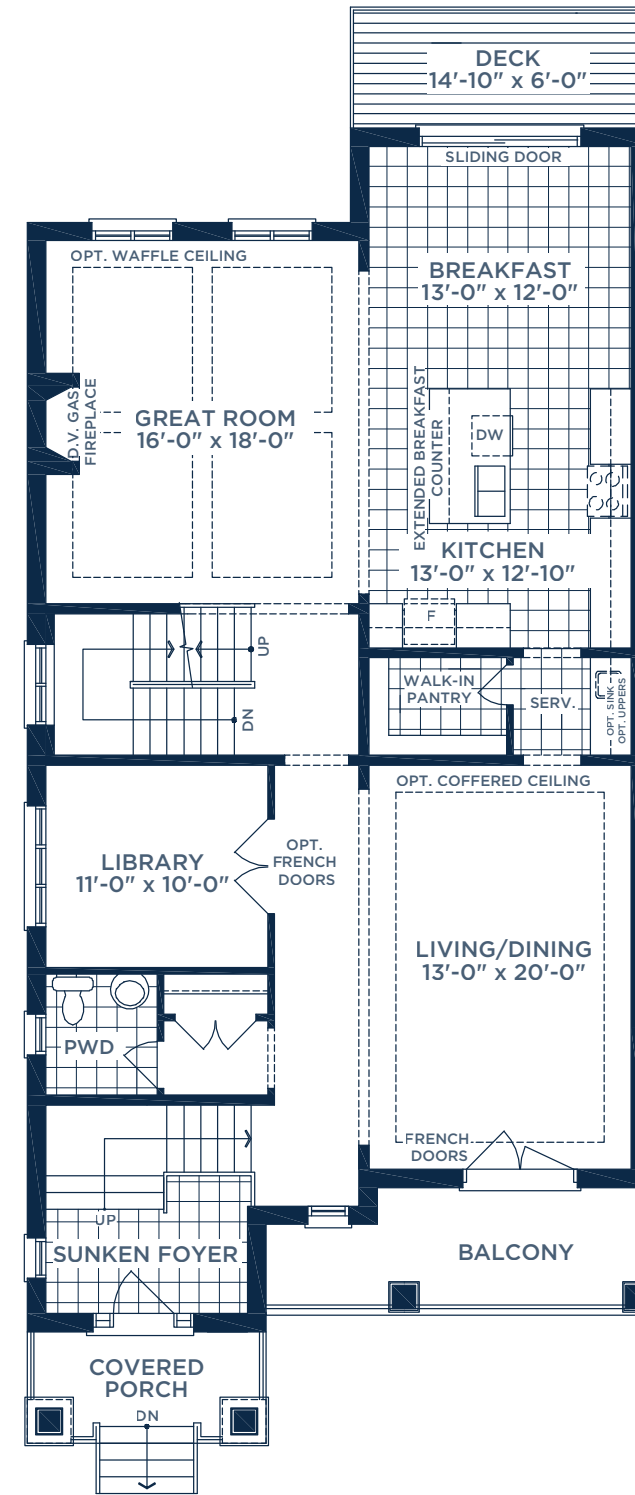 DECK
14'-10" x 6'-0"
SLIDING DOOR
OPT. WAFFLE CEILING
BREAKFAST
13'-0" x 12'-0"
D.V. GAS
FIREPLACE
GREAT ROOM
16'-0" x 18'-0"
EXTENDED BREAKFAST
COUNTER
DW
KITCHEN
13'-0" x 12'-10"
F
UP
DN
WALK-IN
PANTRY
SERV.
OPT. SINK
OPT. UPPERS
OPT. COFFERED CEILING
LIBRARY
11'-0" x 10'-0"
OPT.
FRENCH
DOORS
LIVING/DINING
13'-0" x 20'-0"
PWD
FRENCH
DOORS
UP
SUNKEN FOYER
BALCONY
COVERED
PORCH
DN